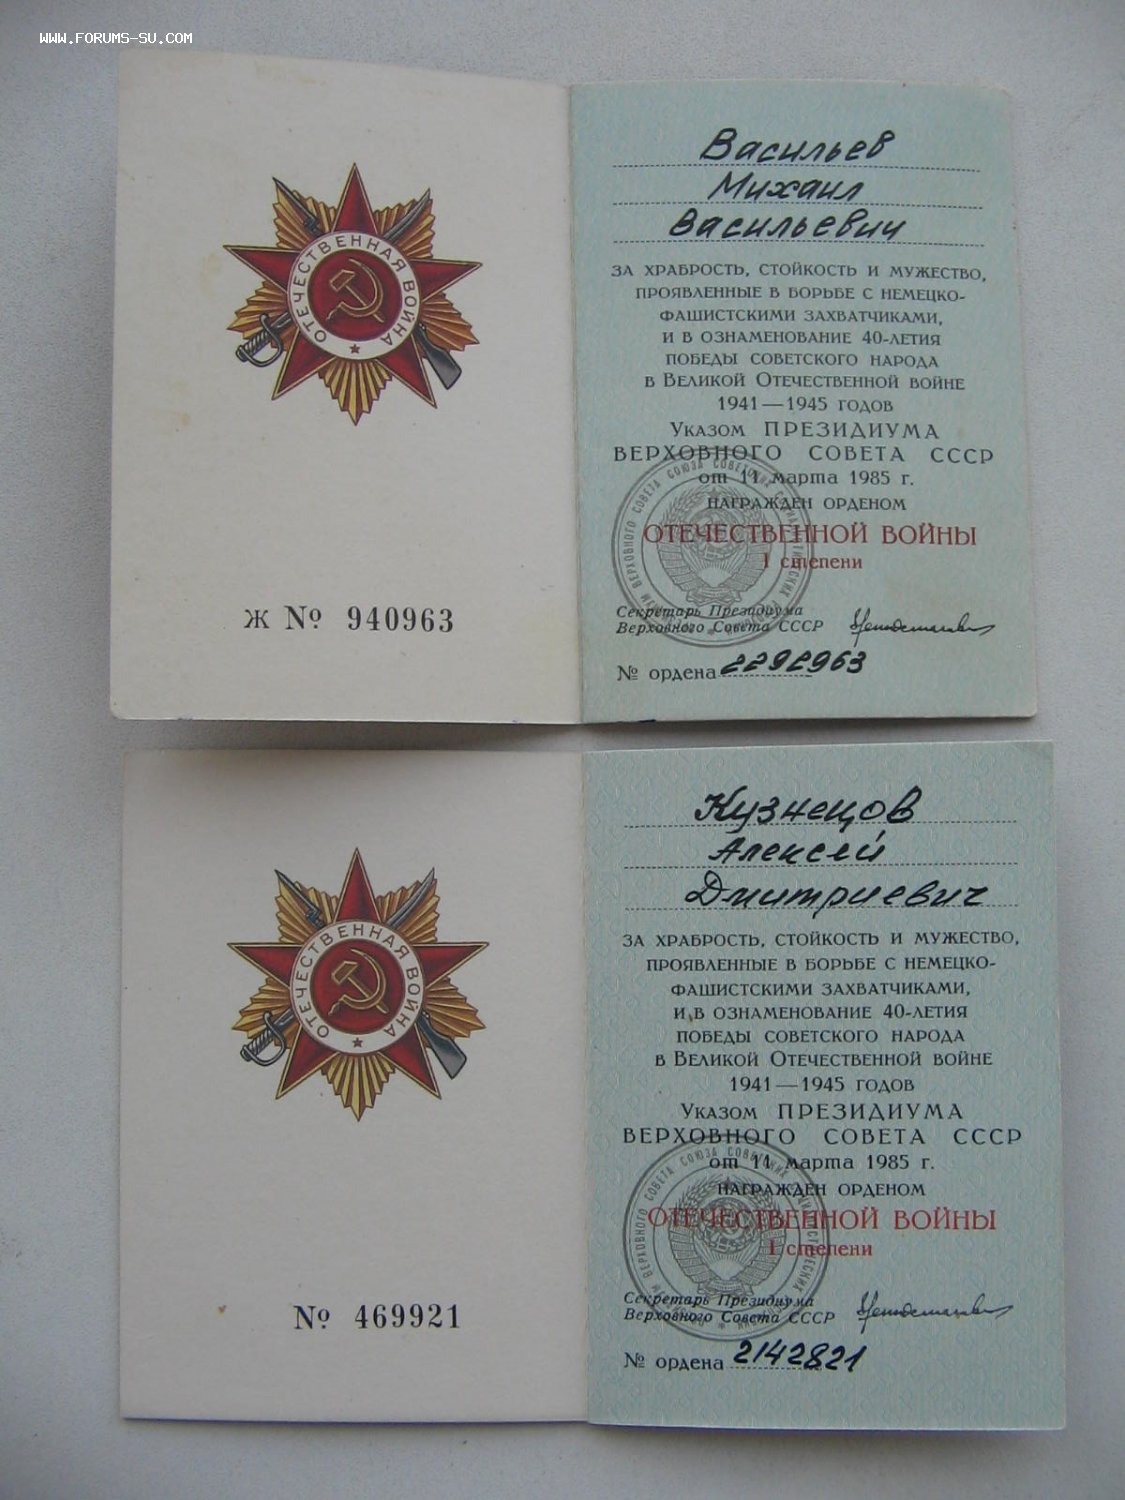 www.forums-su.com
ОТЕЧЕСТВЕННАЯ ВОЙНА
Ж № 940963
Васильев
Михаил
Васильевич
ЗА ХРАБРОСТЬ, СТОЙКОСТЬ И МУЖЕСТВО,
ПРОЯВЛЕННЫЕ В БОРЬБЕ С НЕМЕЦКО-
ФАШИСТСКИМИ ЗАХВАТЧИКАМИ,
И В ОЗНАМЕНОВАНИЕ 40-ЛЕТИЯ
ПОБЕДЫ СОВЕТСКОГО НАРОДА
В ВЕЛИКОЙ ОТЕЧЕСТВЕННОЙ ВОЙНЕ
1941—1945 ГОДОВ
УКАЗОМ ПРЕЗИДИУМА
ВЕРХОВНОГО СОВЕТА СССР
от 11 марта 1985 г.
НАГРАЖДЕН ОРДЕНОМ
ОТЕЧЕСТВЕННОЙ ВОЙНЫ
I степени
Секретарь Президиума
Верховного Совета СССР
№ ордена 2292963
ОТЕЧЕСТВЕННАЯ ВОЙНА
№ 469921
Кузнецов
Алексей
Дмитриевич
ЗА ХРАБРОСТЬ, СТОЙКОСТЬ И МУЖЕСТВО,
ПРОЯВЛЕННЫЕ В БОРЬБЕ С НЕМЕЦКО-
ФАШИСТСКИМИ ЗАХВАТЧИКАМИ,
И В ОЗНАМЕНОВАНИЕ 40-ЛЕТИЯ
ПОБЕДЫ СОВЕТСКОГО НАРОДА
В ВЕЛИКОЙ ОТЕЧЕСТВЕННОЙ ВОЙНЕ
1941—1945 ГОДОВ
УКАЗОМ ПРЕЗИДИУМА
ВЕРХОВНОГО СОВЕТА СССР
от 11 марта 1985 г.
НАГРАЖДЕН ОРДЕНОМ
ОТЕЧЕСТВЕННОЙ ВОЙНЫ
I степени
Секретарь Президиума
Верховного Совета СССР
№ ордена 2142821